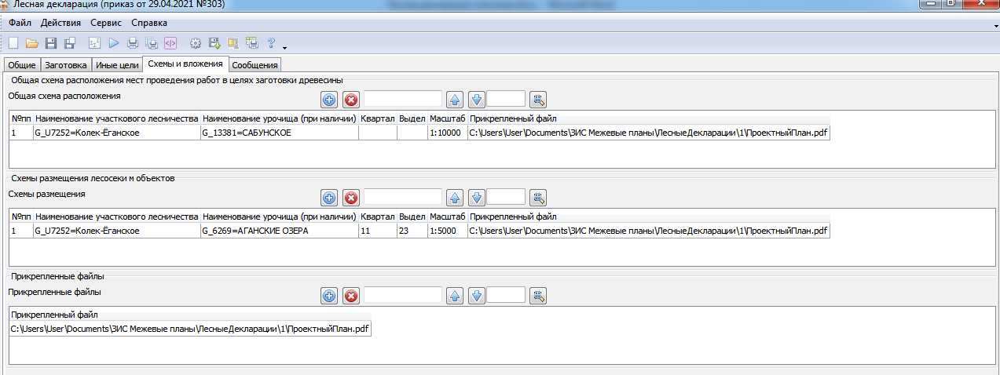 Лесная декларация (приказ от 29.04.2021 №303)
Файл Действия Сервис Справка
Общие Заготовка Иные цели Схемы и вложения Сообщения
Общая схема расположения мест проведения работ в целях заготовки древесины
Общая схема расположения
№пп Наименование участкового лесничества Наименование урочища (при наличии) Квартал Выдел Масштаб Прикрепленный файл
1 G_U7252=Колек-Ёганское G_13381=САБУНСКОЕ 1:10000 C:\Users\User\Documents\ЗИС Межевые планы\ЛесныеДекларации\1\ПроектныйПлан.pdf
Схемы размещения лесосеки м объектов
Схемы размещения
№пп Наименование участкового лесничества Наименование урочища (при наличии) Квартал Выдел Масштаб Прикрепленный файл
1 G_U7252=Колек-Ёганское G_6269=АГАНСКИЕ ОЗЕРА 11 23 1:5000 C:\Users\User\Documents\ЗИС Межевые планы\ЛесныеДекларации\1\ПроектныйПлан.pdf
Прикрепленные файлы
Прикрепленные файлы
Прикрепленный файл
C:\Users\User\Documents\ЗИС Межевые планы\ЛесныеДекларации\1\ПроектныйПлан.pdf